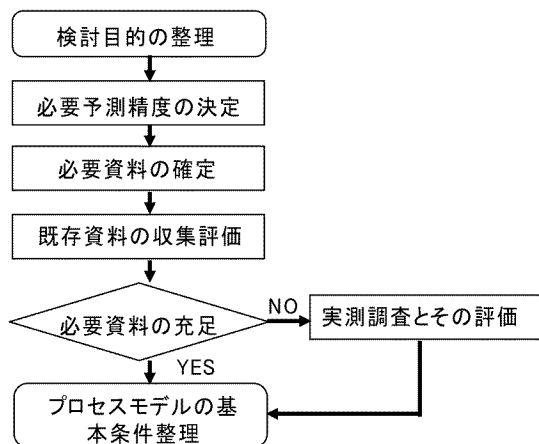 検討目的の整理
必要予測精度の決定
必要資料の確定
既存資料の収集評価
必要資料の充足
NO
実測調査とその評価
YES
プロセスモデルの基
本条件整理